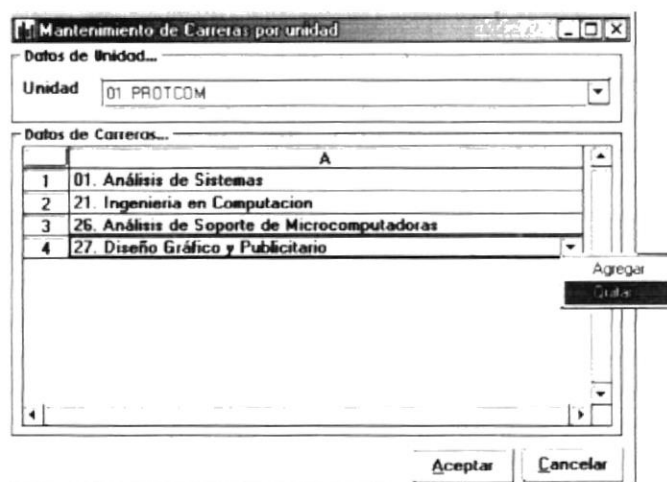 Mantenimiento de Carreras por unidad
Datos de Unidad...
Unidad 01 PROTCOM
Datos de Carreras...
A
1 01. Análisis de Sistemas
2 21. Ingenieria en Computacion
3 26. Análisis de Soporte de Microcomputadoras
4 27. Diseño Gráfico y Publicitario
Agregar
Quitar
Aceptar Cancelar